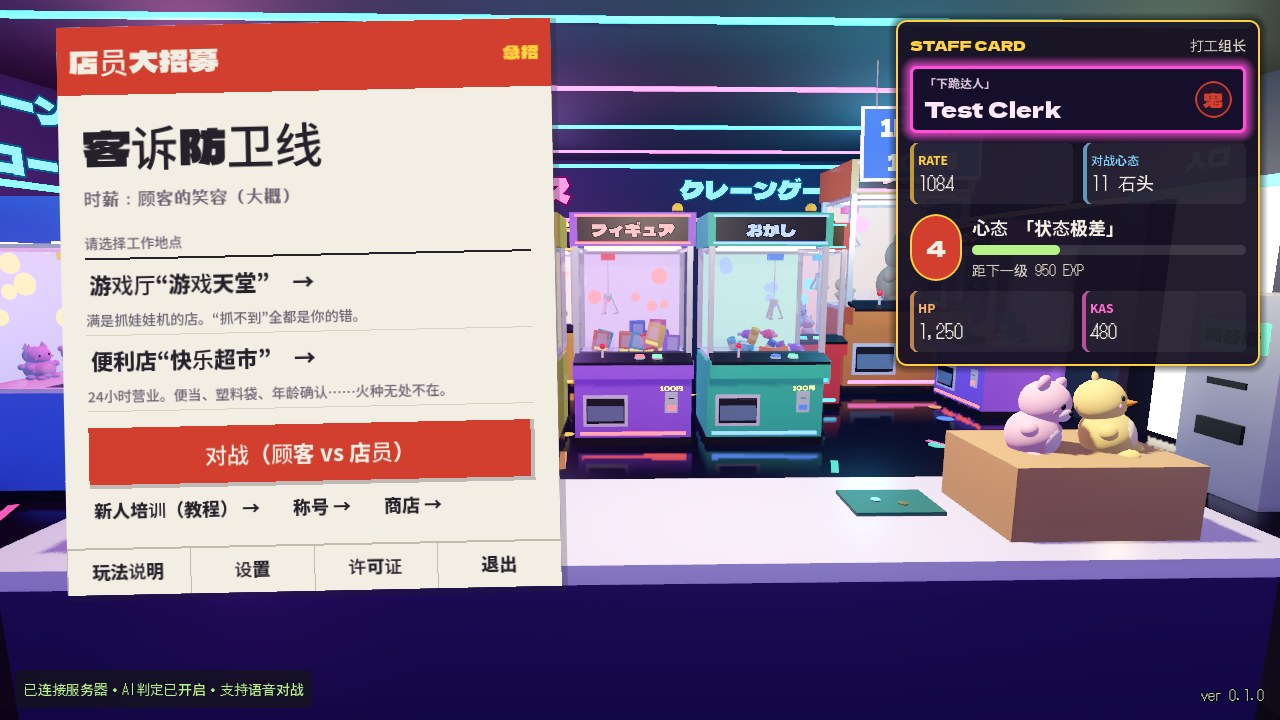 店员大招募
急招
客诉防卫线
时薪：顾客的笑容（大概）
请选择工作地点
游戏厅“游戏天堂” →
满是抓娃娃机的店。“抓不到”全都是你的错。
便利店“快乐超市” →
24小时营业。便当、塑料袋、年龄确认……火种无处不在。
对战（顾客 vs 店员）
新人培训（教程） →
称号 →
商店 →
玩法说明
设置
许可证
退出
クレーンゲー
フィギュア
おかし
100円
100円
STAFF CARD
打工组长
「下跪达人」
Test Clerk
RATE
1084
对战心态
11 石头
4
心态 「状态极差」
距下一级 950 EXP
HP
1,250
KAS
480
已连接服务器・AI判定已开启・支持语音对战
ver 0.1.0